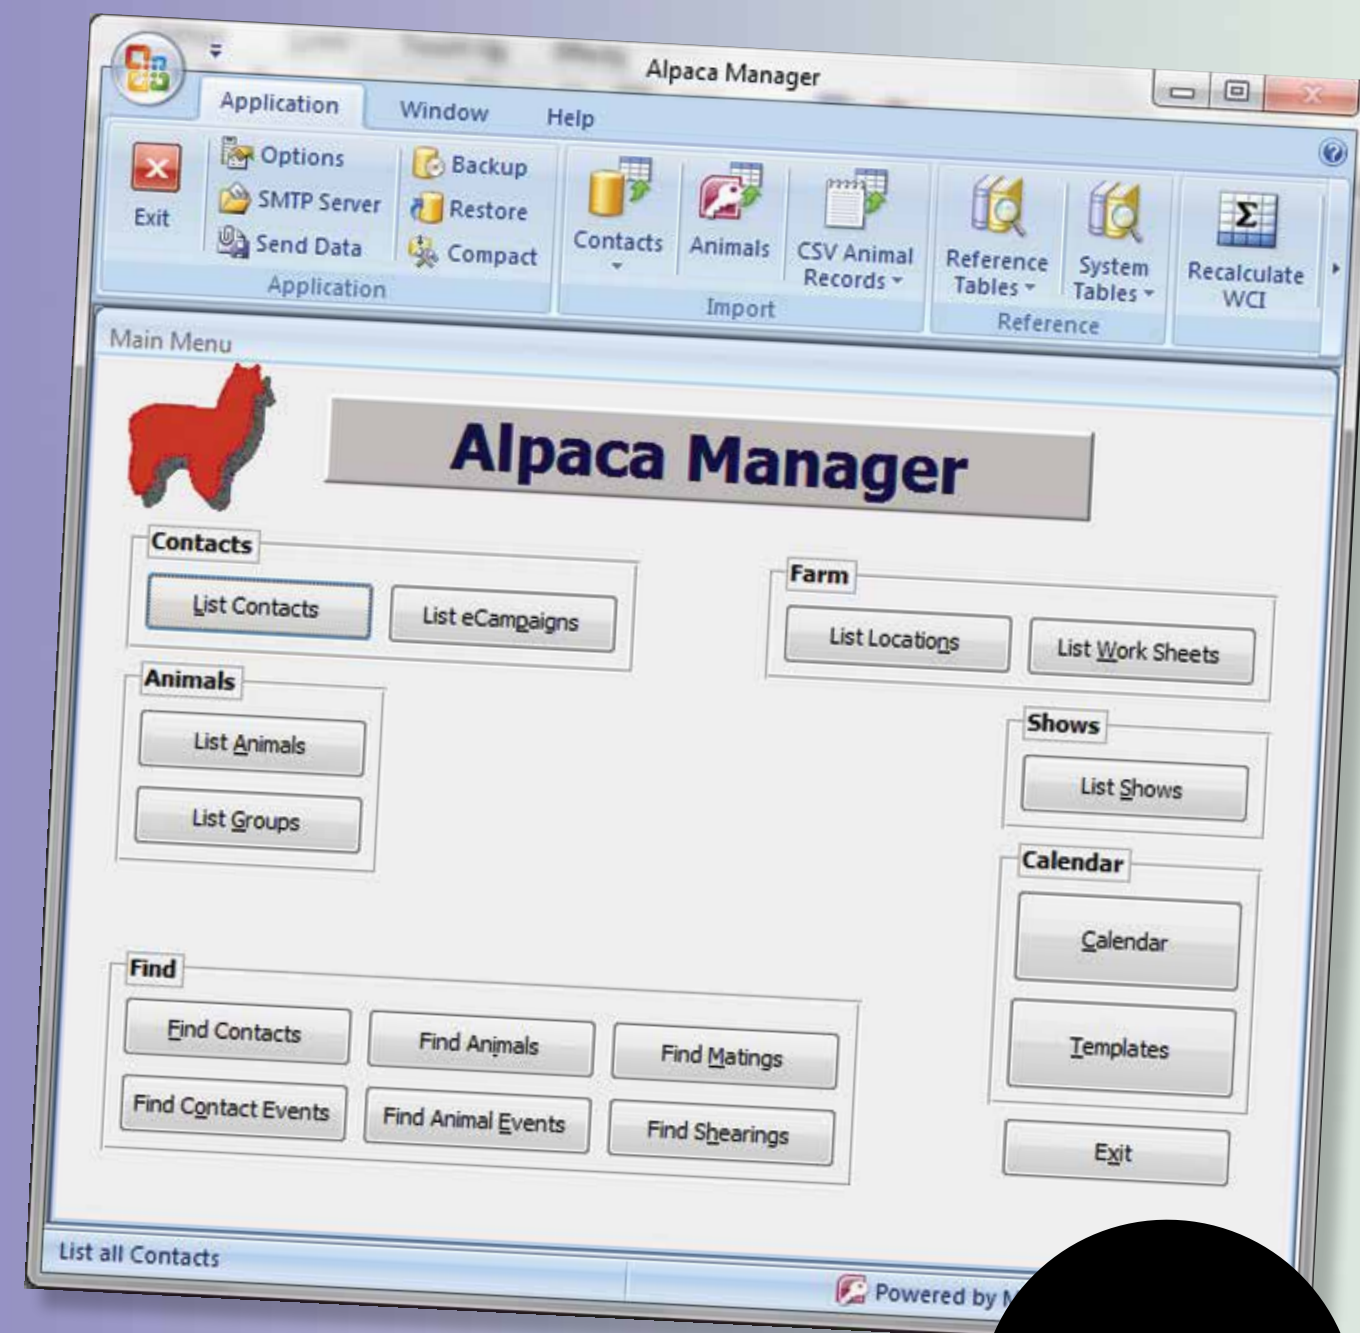 Alpaca Manager
Application Window Help
Exit
Options
SMTP Server
Send Data
Backup
Restore
Compact
Application
Contacts
Animals
CSV Animal
Records
Import
Reference
Tables
System
Tables
Reference
Recalculate
WCI
Main Menu
Alpaca Manager
Contacts
List Contacts
List eCampaigns
Farm
List Locations
List Work Sheets
Animals
List Animals
List Groups
Shows
List Shows
Calendar
Calendar
Templates
Find
Find Contacts
Find Animals
Find Matings
Find Contact Events
Find Animal Events
Find Shearings
Exit
List all Contacts
Powered by